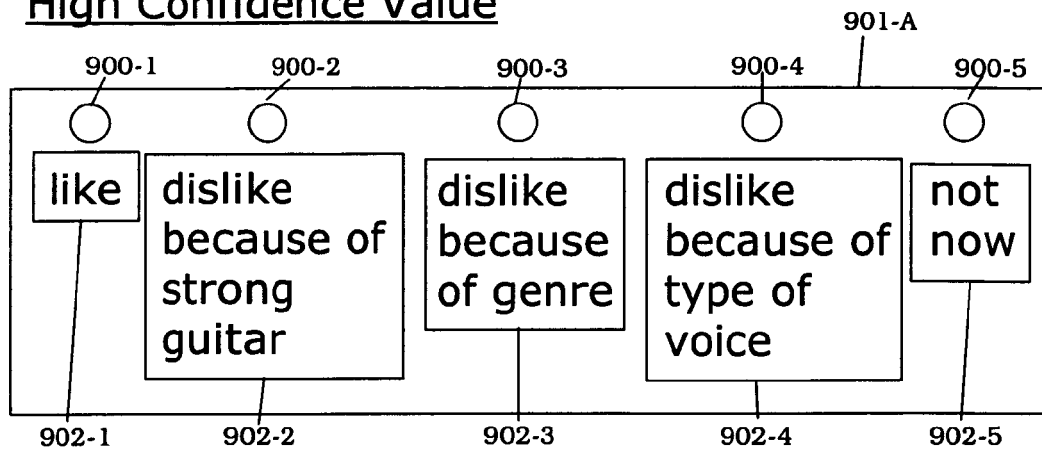 High Confidence Value
901-A
900-1 900-2 900-3 900-4 900-5
like
dislike
because of
strong
guitar
dislike
because
of genre
dislike
because of
type of
voice
not
now
902-1 902-2 902-3 902-4 902-5